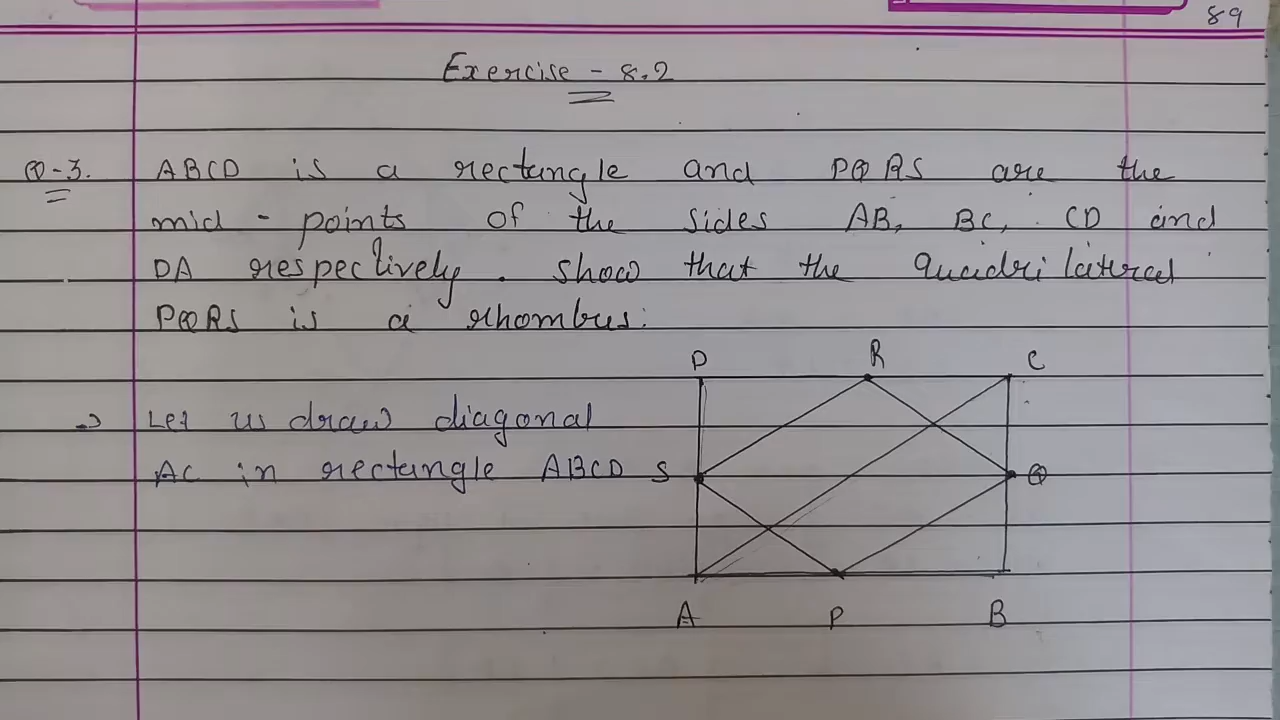 89
Exercise - 8.2
Q-3. ABCD is a rectangle and PQRS are the
mid - points of the sides AB, BC, CD and
DA respectively. show that the quadrilateral
PQRS is a rhombus.
D R C
→ Let us draw diagonal
AC in rectangle ABCD S Q
A P B